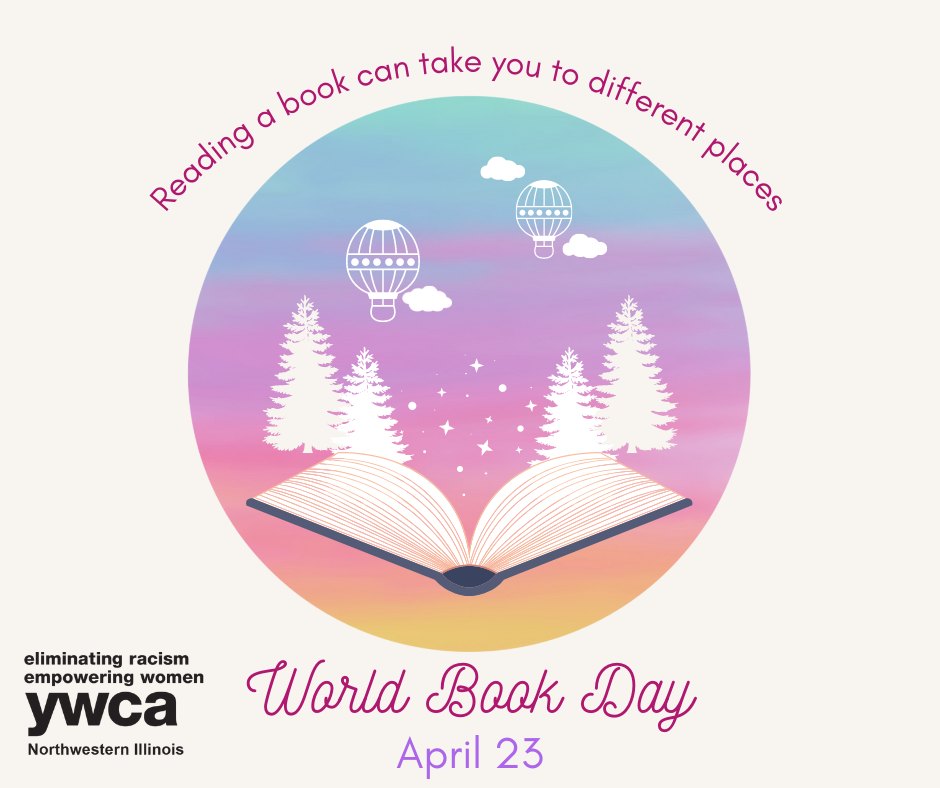 Reading a book can take you to different places
eliminating racism
empowering women
ywca
Northwestern Illinois
World Book Day
April 23